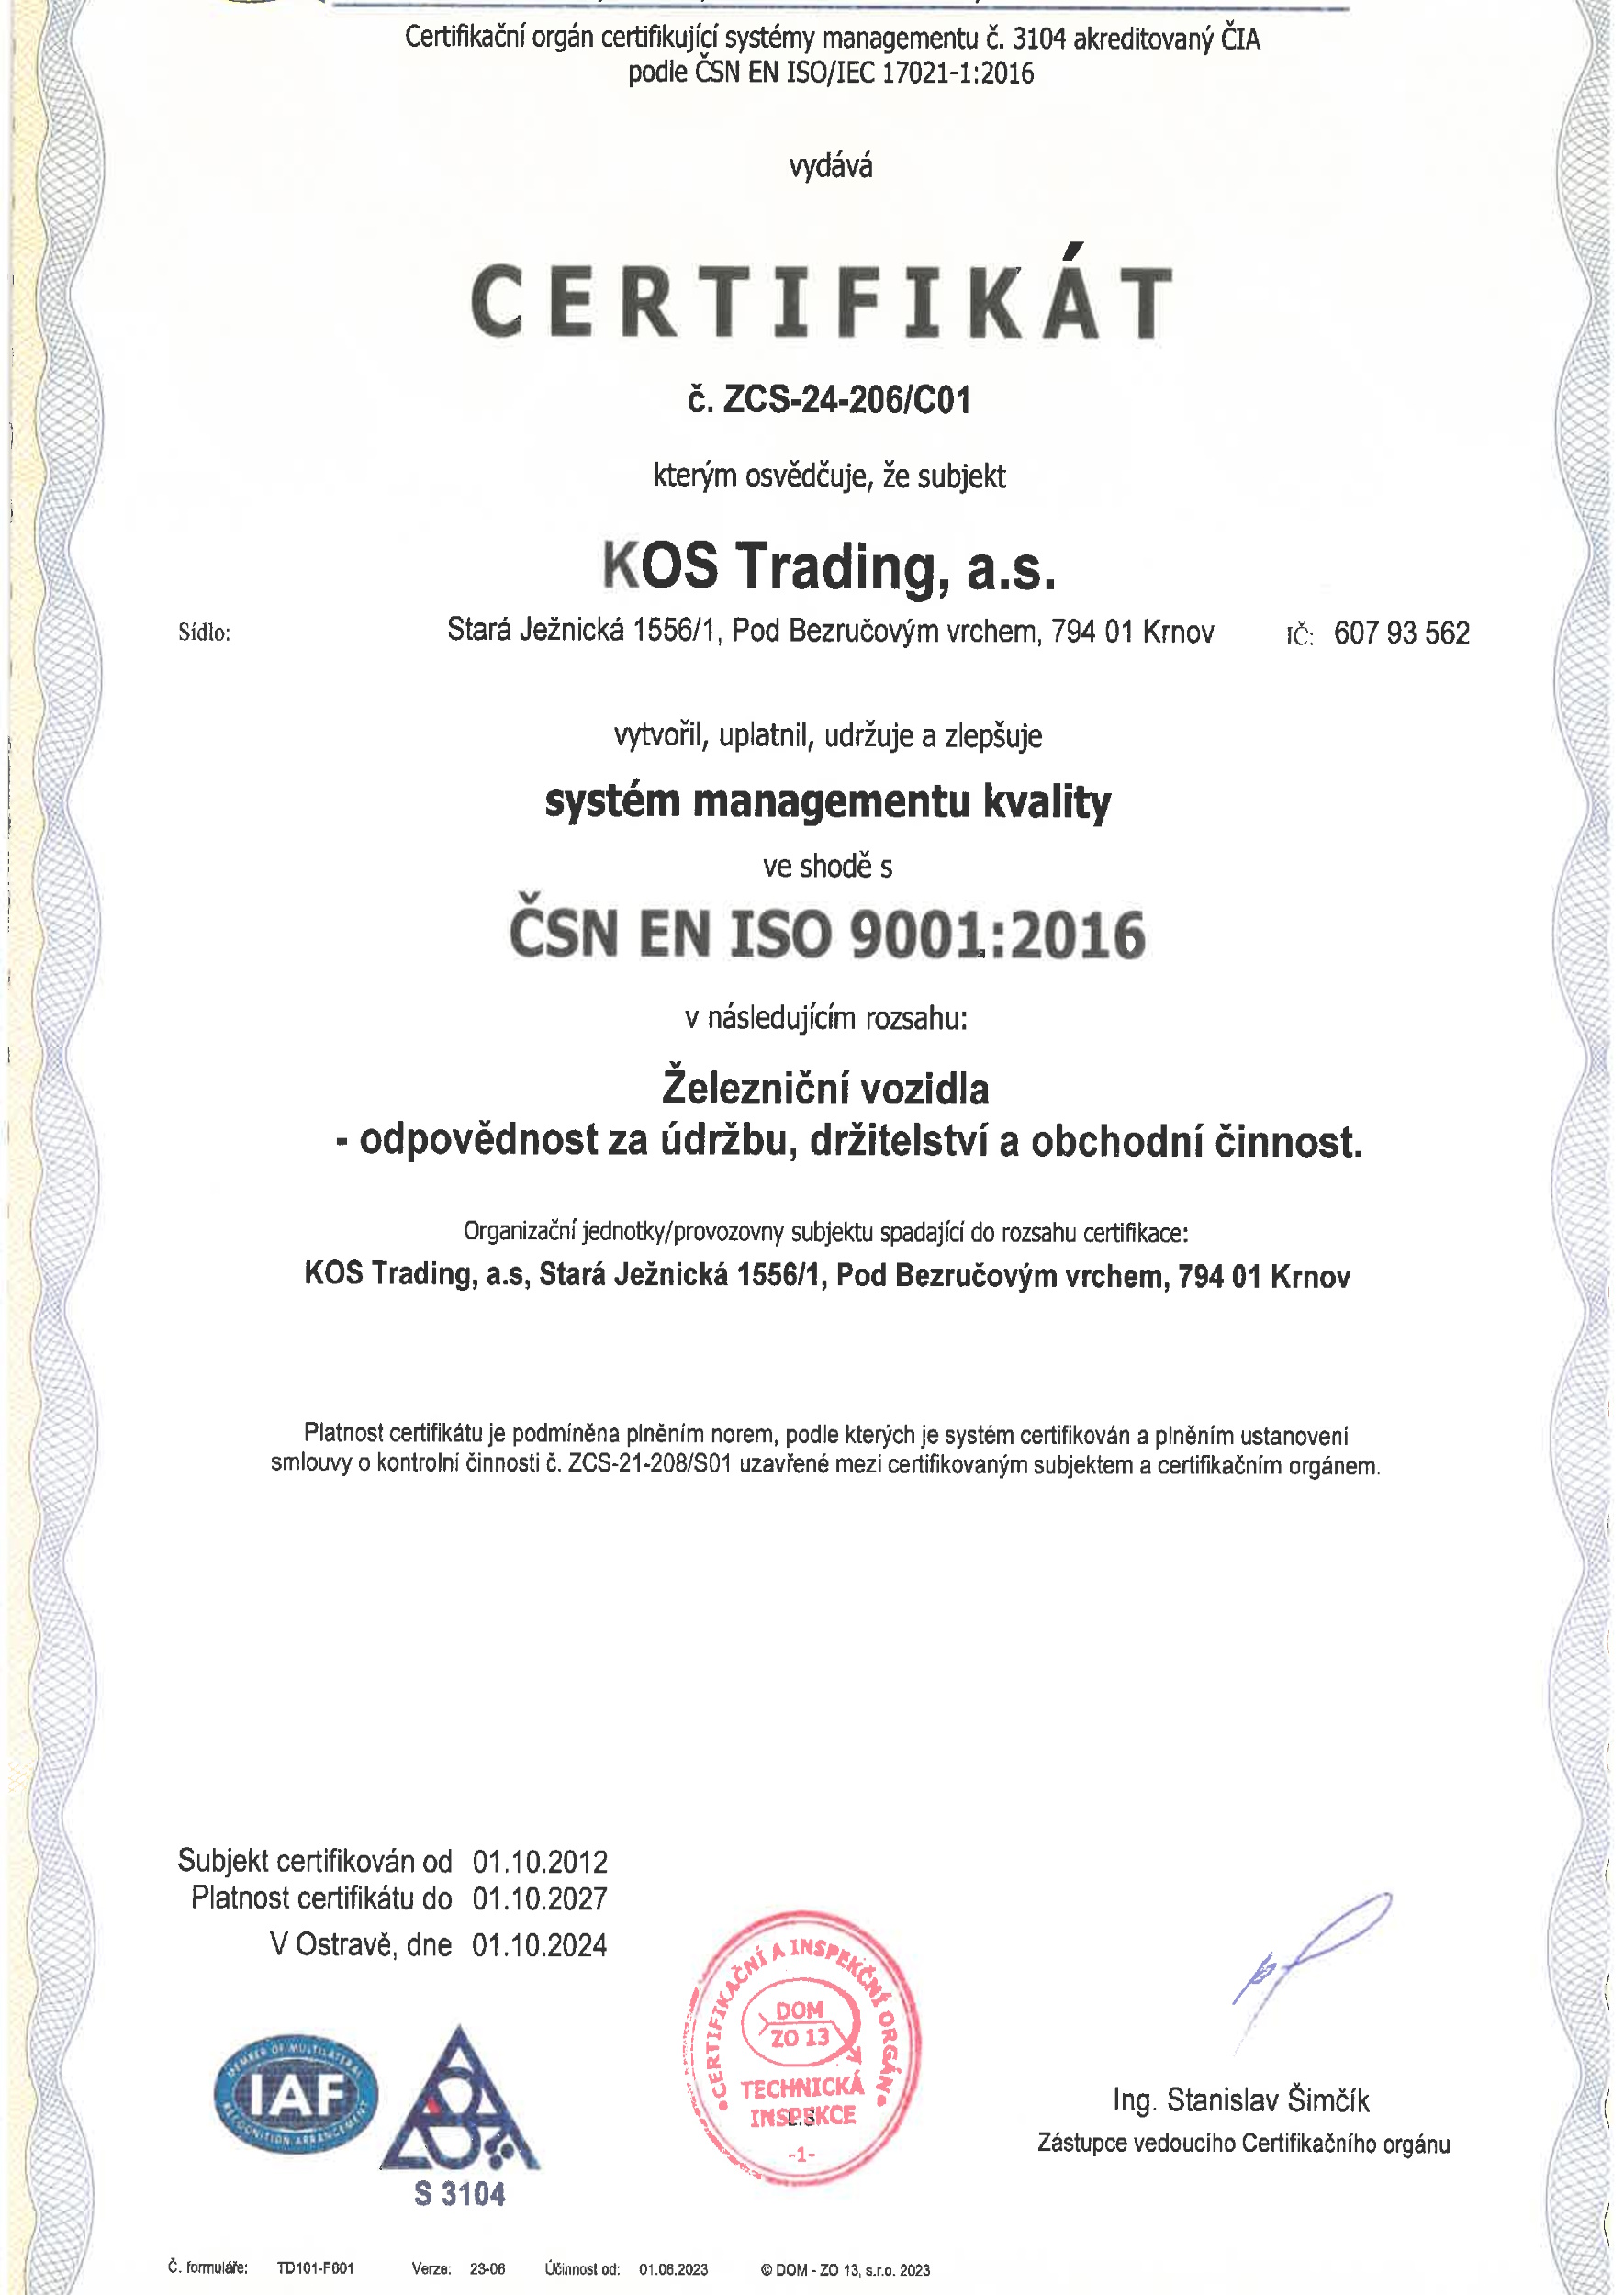 Certifikační orgán certifikující systémy managementu č. 3104 akreditovaný ČIA
podle ČSN EN ISO/IEC 17021-1:2016
vydává
CERTIFIKÁT
č. ZCS-24-206/C01
kterým osvědčuje, že subjekt
KOS Trading, a.s.
Sídlo: Stará Ježnická 1556/1, Pod Bezručovým vrchem, 794 01 Krnov IČ: 607 93 562
vytvořil, uplatnil, udržuje a zlepšuje
systém managementu kvality
ve shodě s
ČSN EN ISO 9001:2016
v následujícím rozsahu:
Železniční vozidla
- odpovědnost za údržbu, držitelství a obchodní činnost.
Organizační jednotky/provozovny subjektu spadající do rozsahu certifikace:
KOS Trading, a.s, Stará Ježnická 1556/1, Pod Bezručovým vrchem, 794 01 Krnov
Platnost certifikátu je podmíněna plněním norem, podle kterých je systém certifikován a plněním ustanovení
smlouvy o kontrolní činnosti č. ZCS-21-208/S01 uzavřené mezi certifikovaným subjektem a certifikačním orgánem.
Subjekt certifikován od 01.10.2012
Platnost certifikátu do 01.10.2027
V Ostravě, dne 01.10.2024
CERTIFIKAČNÍ A INSPEKČNÍ ORGÁN
DOM
ZO 13
TECHNICKÁ
INSPEKCE
-1-
MEMBER OF MULTILATERAL
IAF
RECOGNITION ARRANGEMENT
S 3104
Ing. Stanislav Šimčík
Zástupce vedoucího Certifikačního orgánu
Č. formuláře: TD101-F601 Verze: 23-06 Účinnost od: 01.06.2023 © DOM - ZO 13, s.r.o. 2023